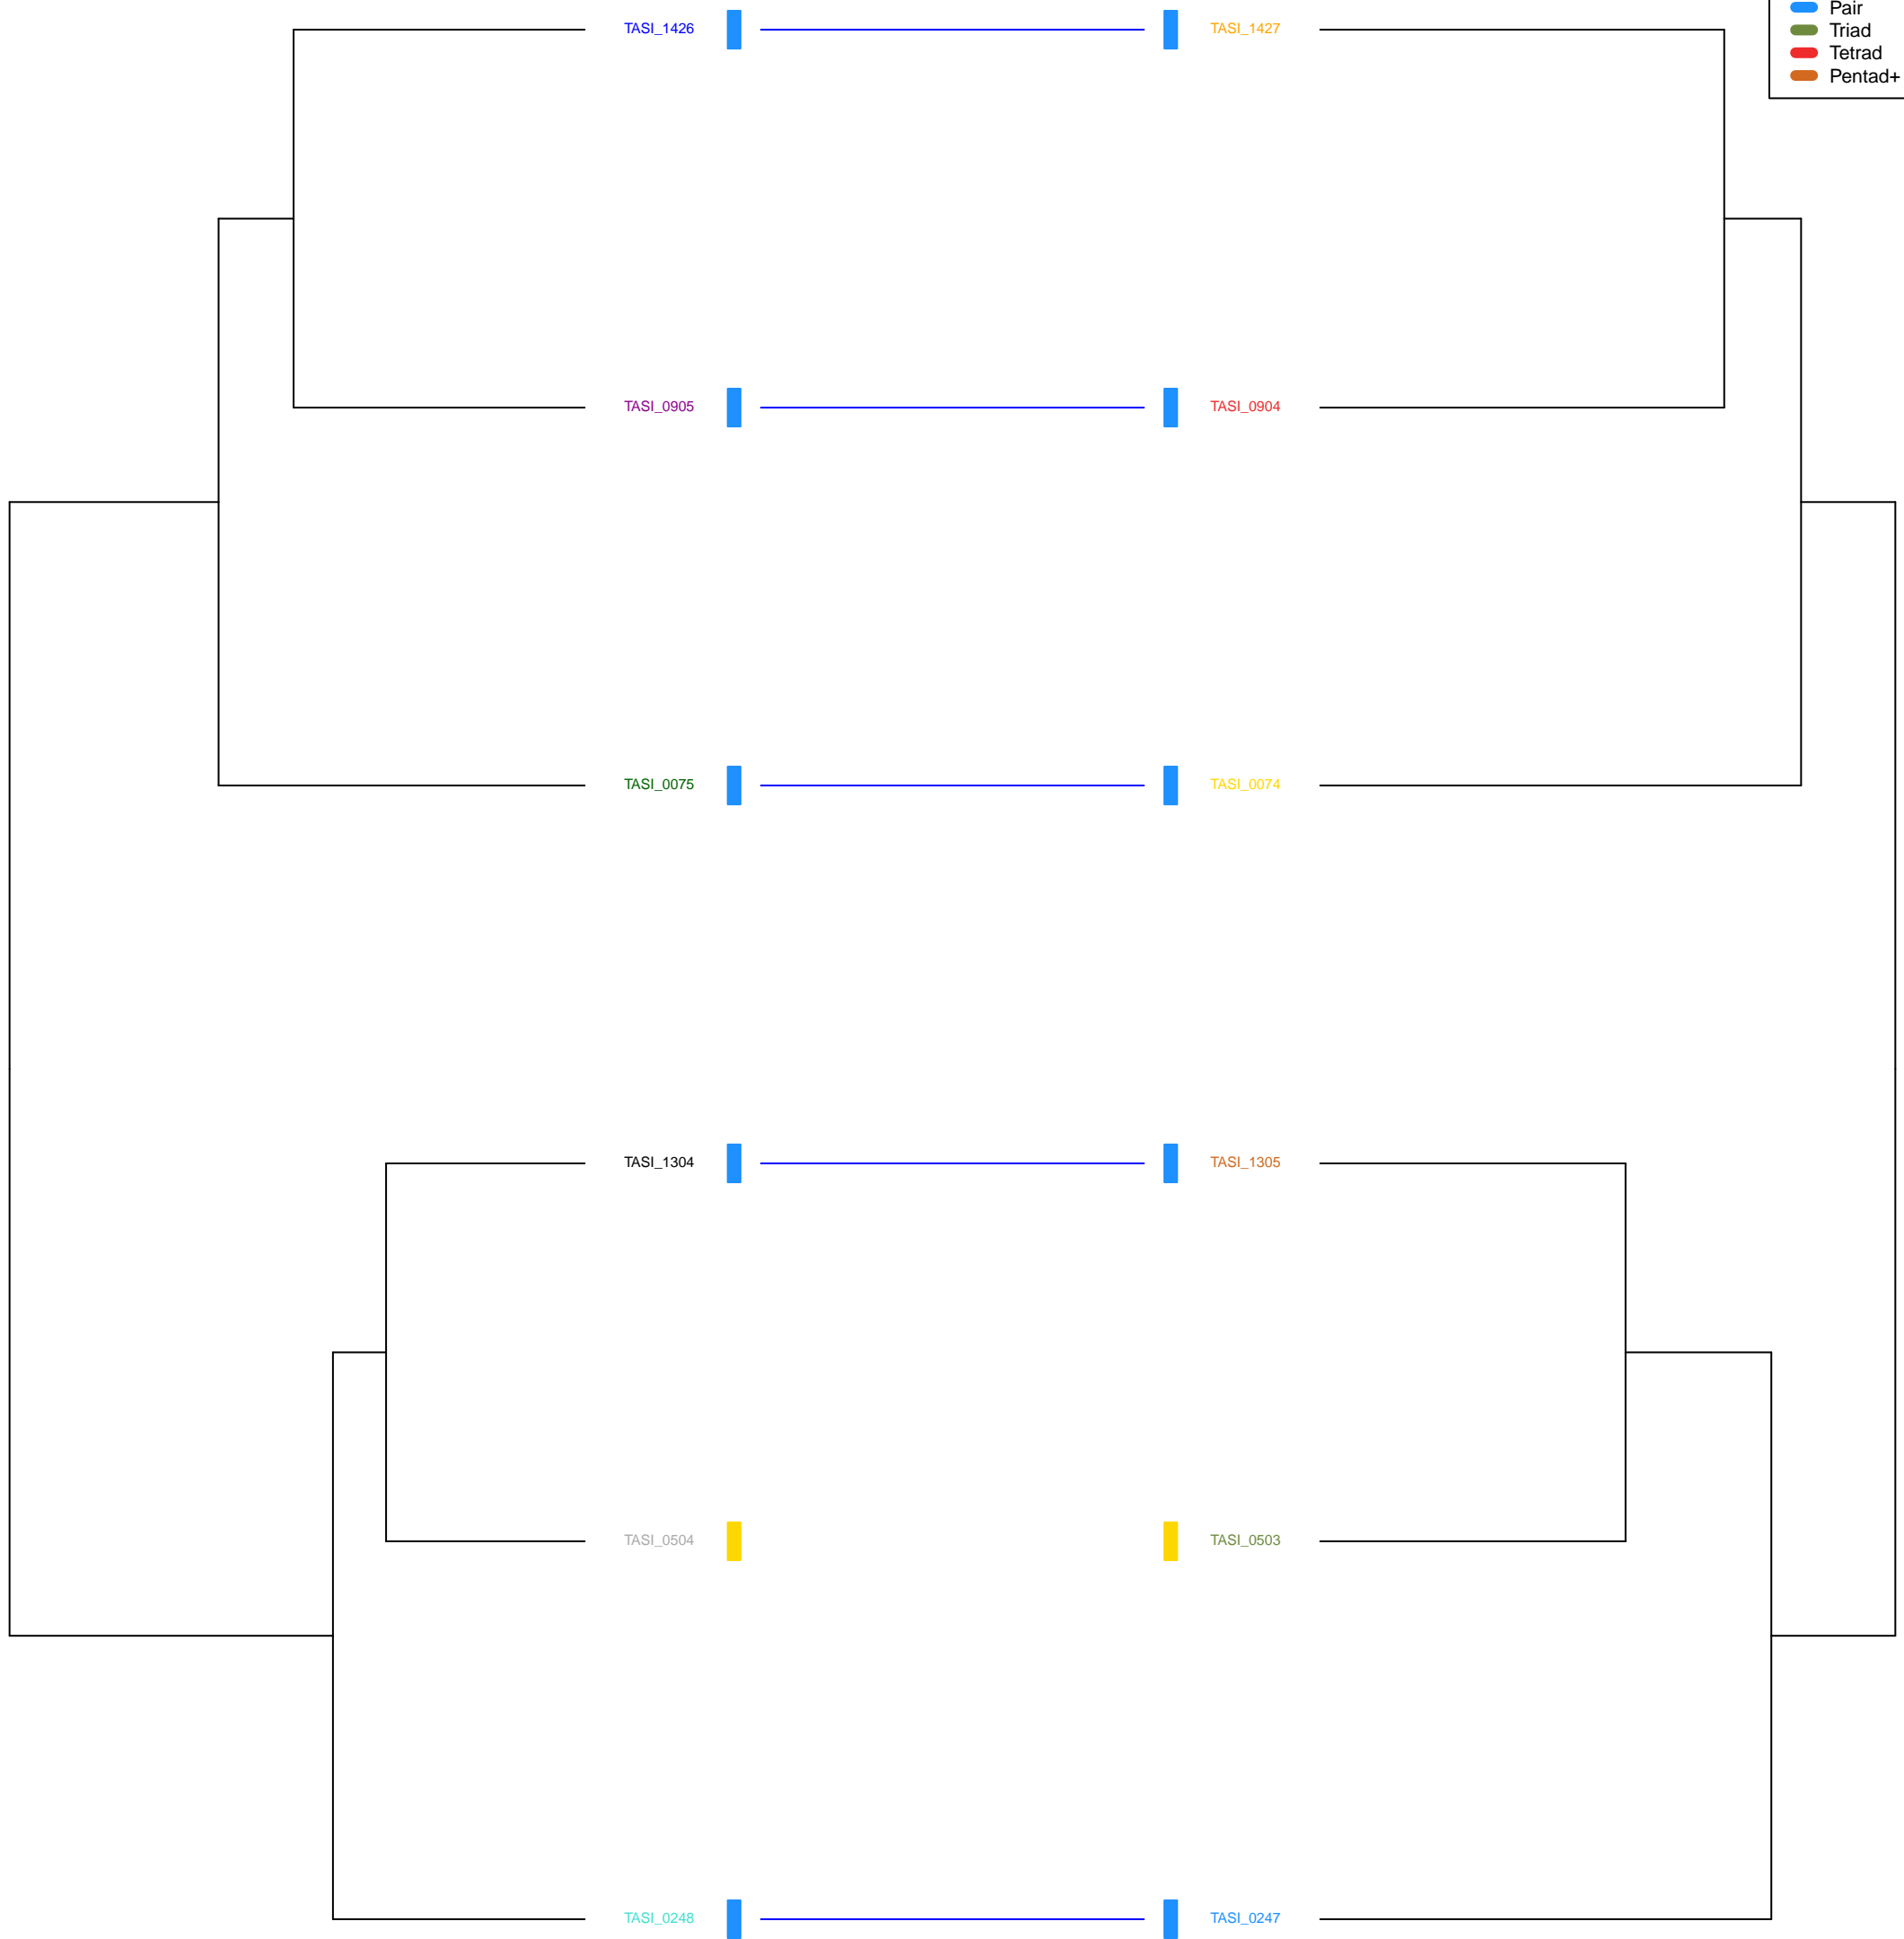 Pair
Triad
Tetrad
Pentad+
TASI_1426 TASI_1427
TASI_0905 TASI_0904
TASI_0075 TASI_0074
TASI_1304 TASI_1305
TASI_0504 TASI_0503
TASI_0248 TASI_0247